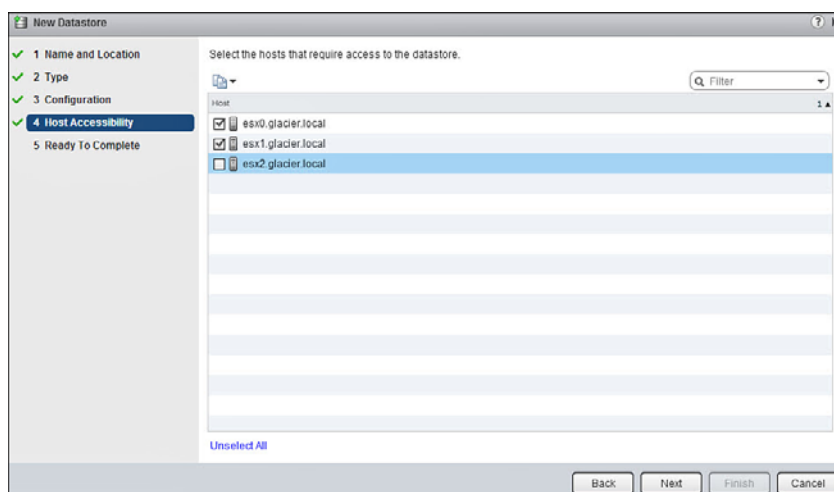 New Datastore
1 Name and Location
2 Type
3 Configuration
4 Host Accessibility
5 Ready To Complete
Select the hosts that require access to the datastore.
Filter
Host 1
esx0.glacier.local
esx1.glacier.local
esx2.glacier.local
Unselect All
Back Next Finish Cancel